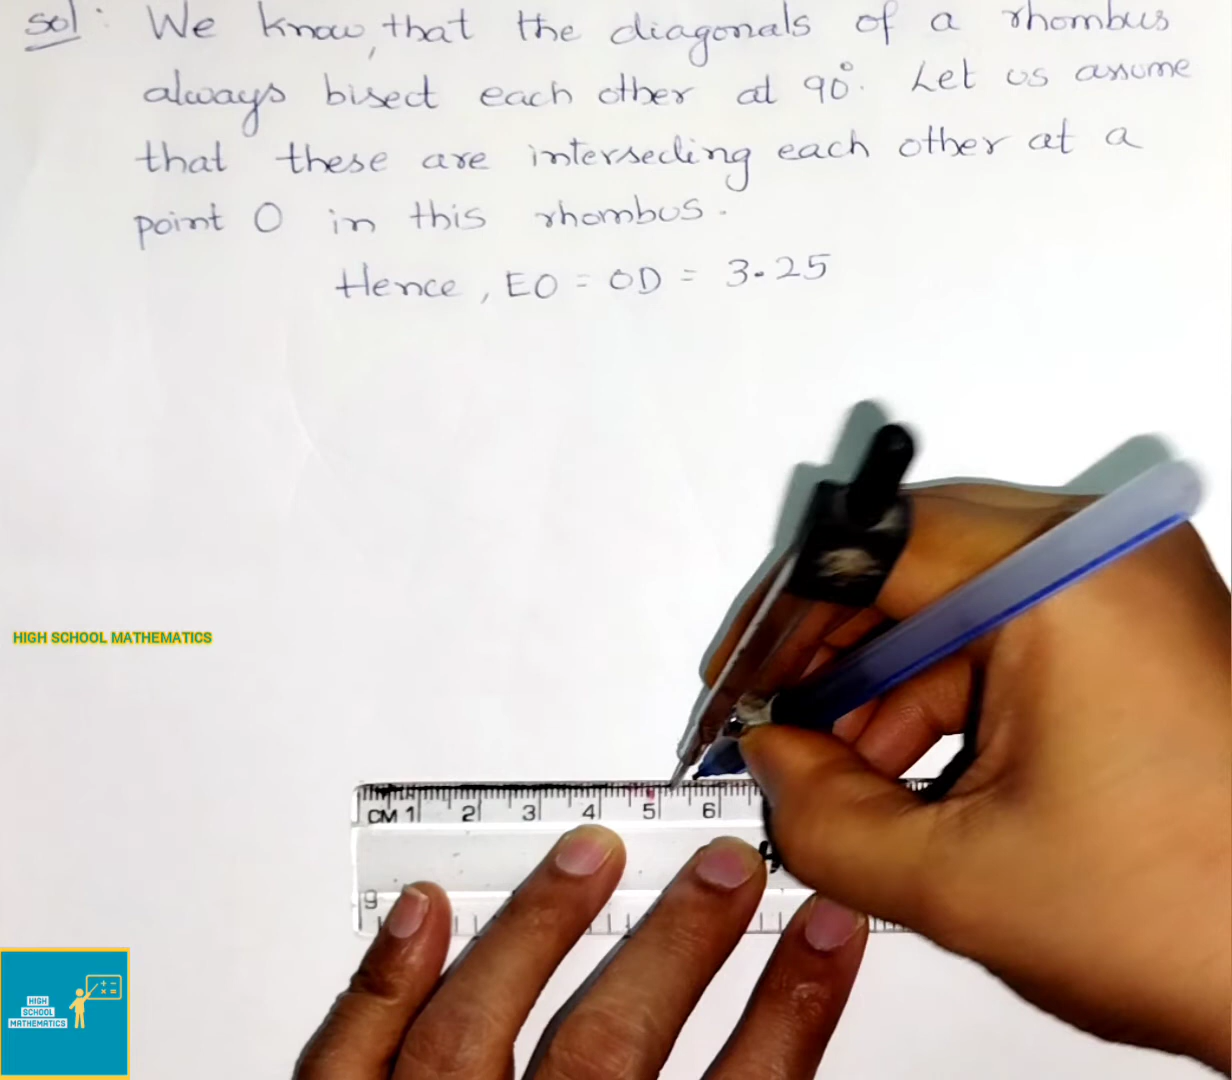 Sol: We know, that the diagonals of a rhombus
always bisect each other at 90°. Let us assume
that these are intersecting each other at a
point O in this rhombus.
Hence, EO = OD = 3.25
HIGH SCHOOL MATHEMATICS
CM 1 2 3 4 5 6
HIGH
SCHOOL
MATHEMATICS